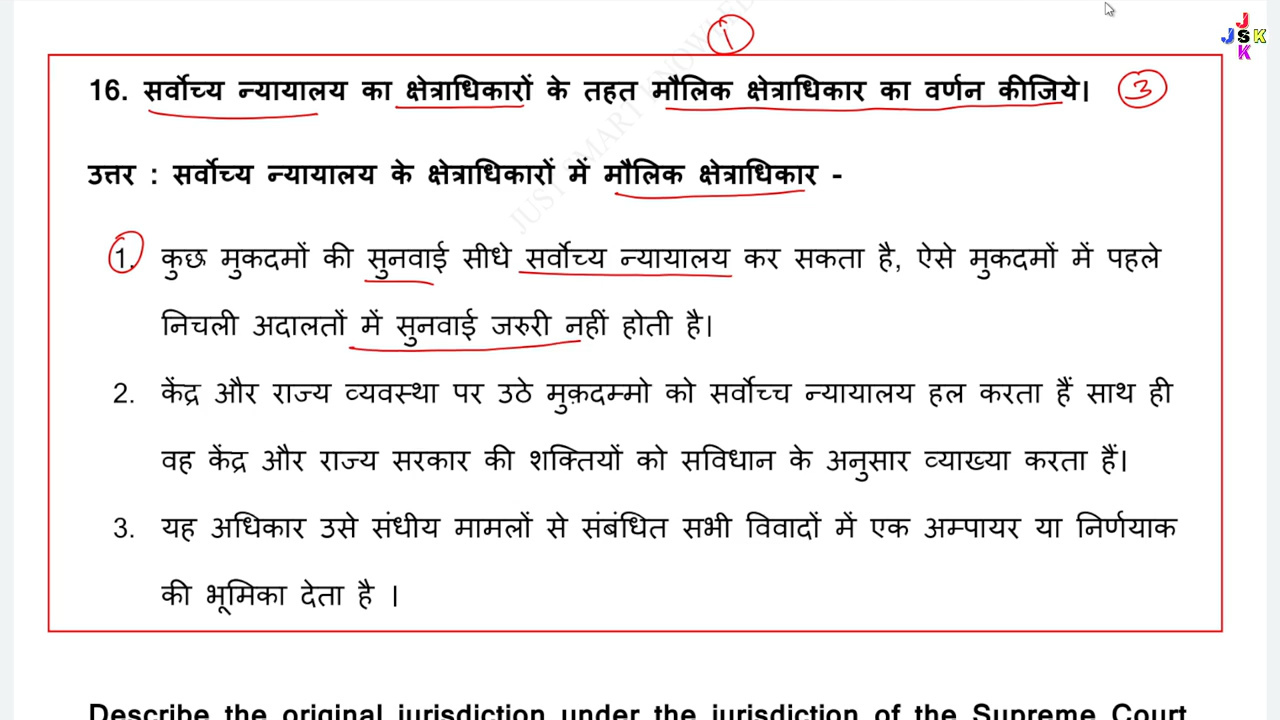 1
J
JSK
K
16. सर्वोच्य न्यायालय का क्षेत्राधिकारों के तहत मौलिक क्षेत्राधिकार का वर्णन कीजिये। 3
उत्तर : सर्वोच्य न्यायालय के क्षेत्राधिकारों में मौलिक क्षेत्राधिकार -
1. कुछ मुकदमों की सुनवाई सीधे सर्वोच्य न्यायालय कर सकता है, ऐसे मुकदमों में पहले
निचली अदालतों में सुनवाई जरुरी नहीं होती है।
2. केंद्र और राज्य व्यवस्था पर उठे मुक़दम्मो को सर्वोच्च न्यायालय हल करता हैं साथ ही
वह केंद्र और राज्य सरकार की शक्तियों को सविधान के अनुसार व्याख्या करता हैं।
3. यह अधिकार उसे संधीय मामलों से संबंधित सभी विवादों में एक अम्पायर या निर्णयाक
की भूमिका देता है ।
Describe the original jurisdiction under the jurisdiction of the Supreme Court